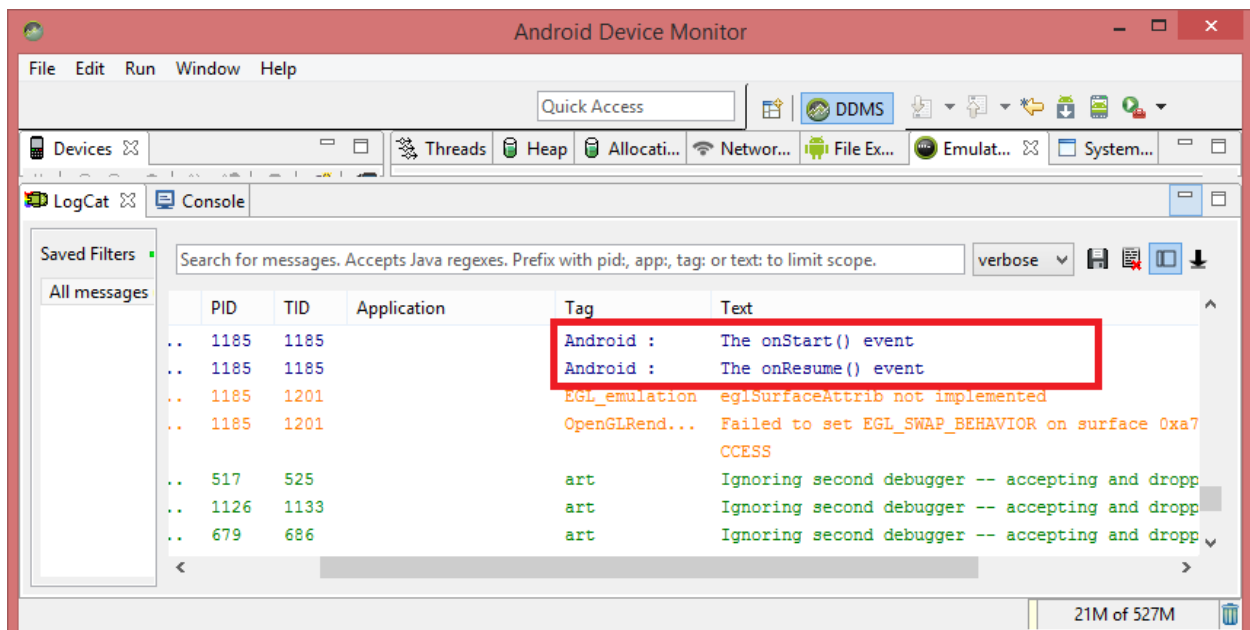 Android Device Monitor
File Edit Run Window Help
Quick Access DDMS
Devices Threads Heap Allocati... Networ... File Ex... Emulat... System...
LogCat Console
Saved Filters Search for messages. Accepts Java regexes. Prefix with pid:, app:, tag: or text: to limit scope. verbose
All messages
PID TID Application Tag Text
.. 1185 1185 Android : The onStart() event
.. 1185 1185 Android : The onResume() event
.. 1185 1201 EGL_emulation eglSurfaceAttrib not implemented
.. 1185 1201 OpenGLRend... Failed to set EGL_SWAP_BEHAVIOR on surface 0xa7
CCESS
.. 517 525 art Ignoring second debugger -- accepting and dropp
.. 1126 1133 art Ignoring second debugger -- accepting and dropp
.. 679 686 art Ignoring second debugger -- accepting and dropp
21M of 527M